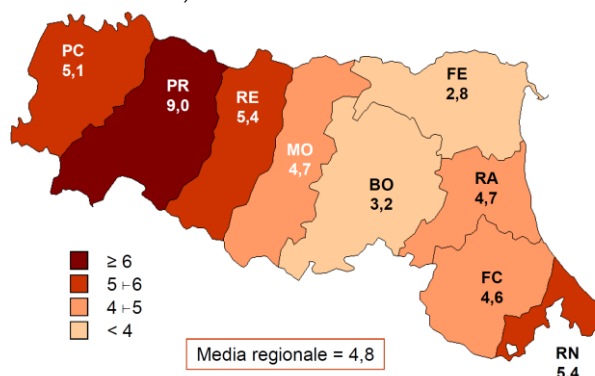 PC
5,1
PR
9,0
RE
5,4
MO
4,7
BO
3,2
FE
2,8
RA
4,7
FC
4,6
RN
5,4
≥ 6
5 ⊢6
4 ⊢5
< 4
Media regionale = 4,8